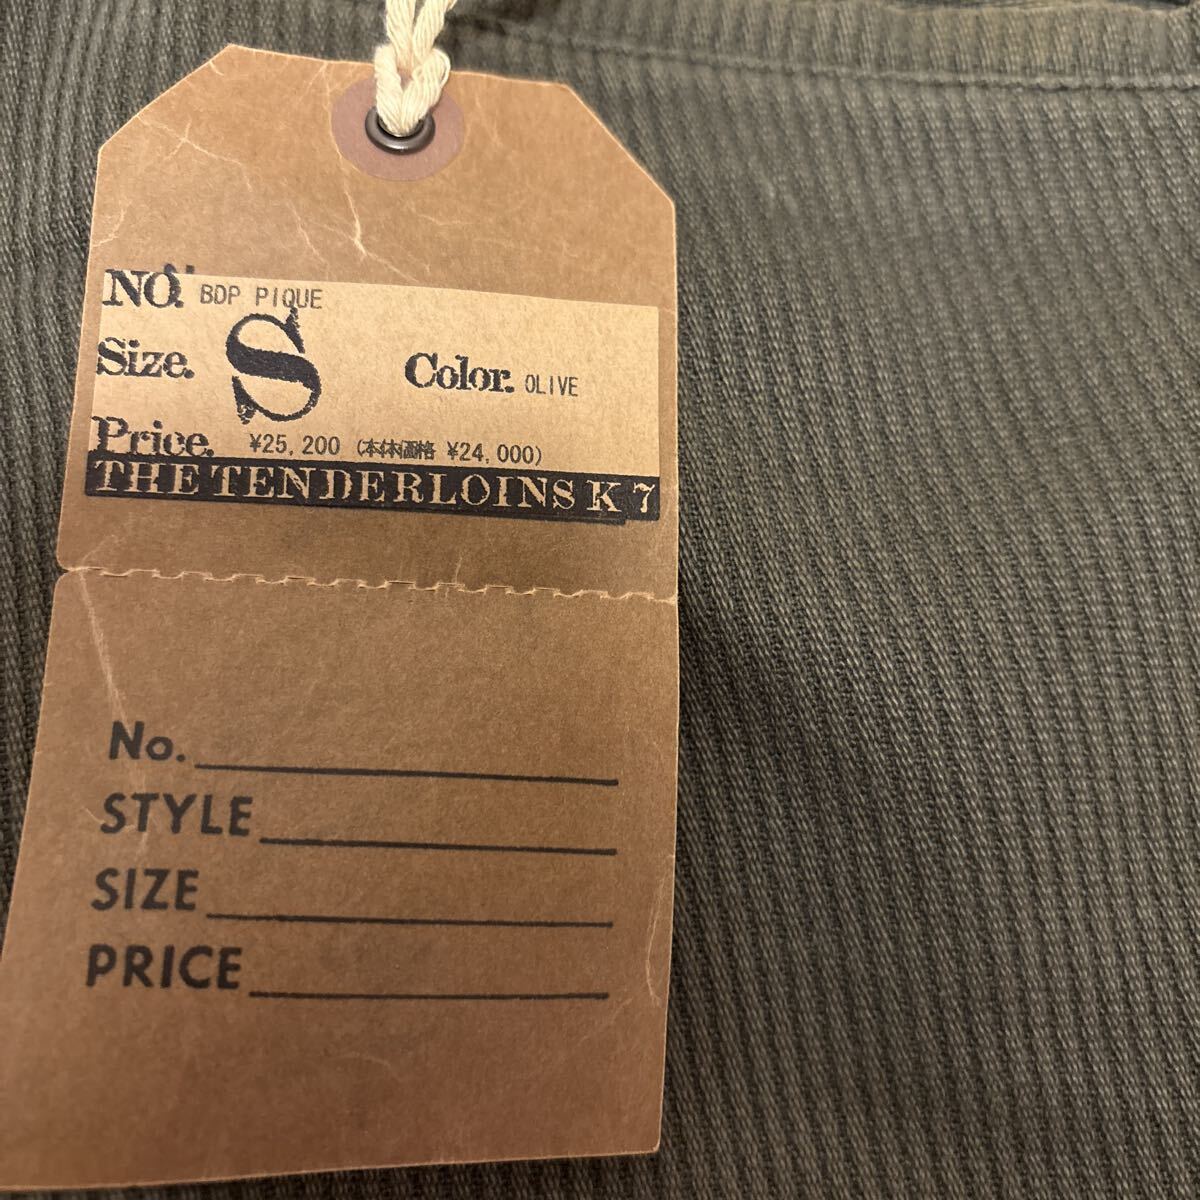 NO. BDP PIQUE
Size. S Color. OLIVE
Price. ¥25,200 (本体価格 ¥24,000)
THE TENDERLOINS K 7
No.
STYLE
SIZE
PRICE